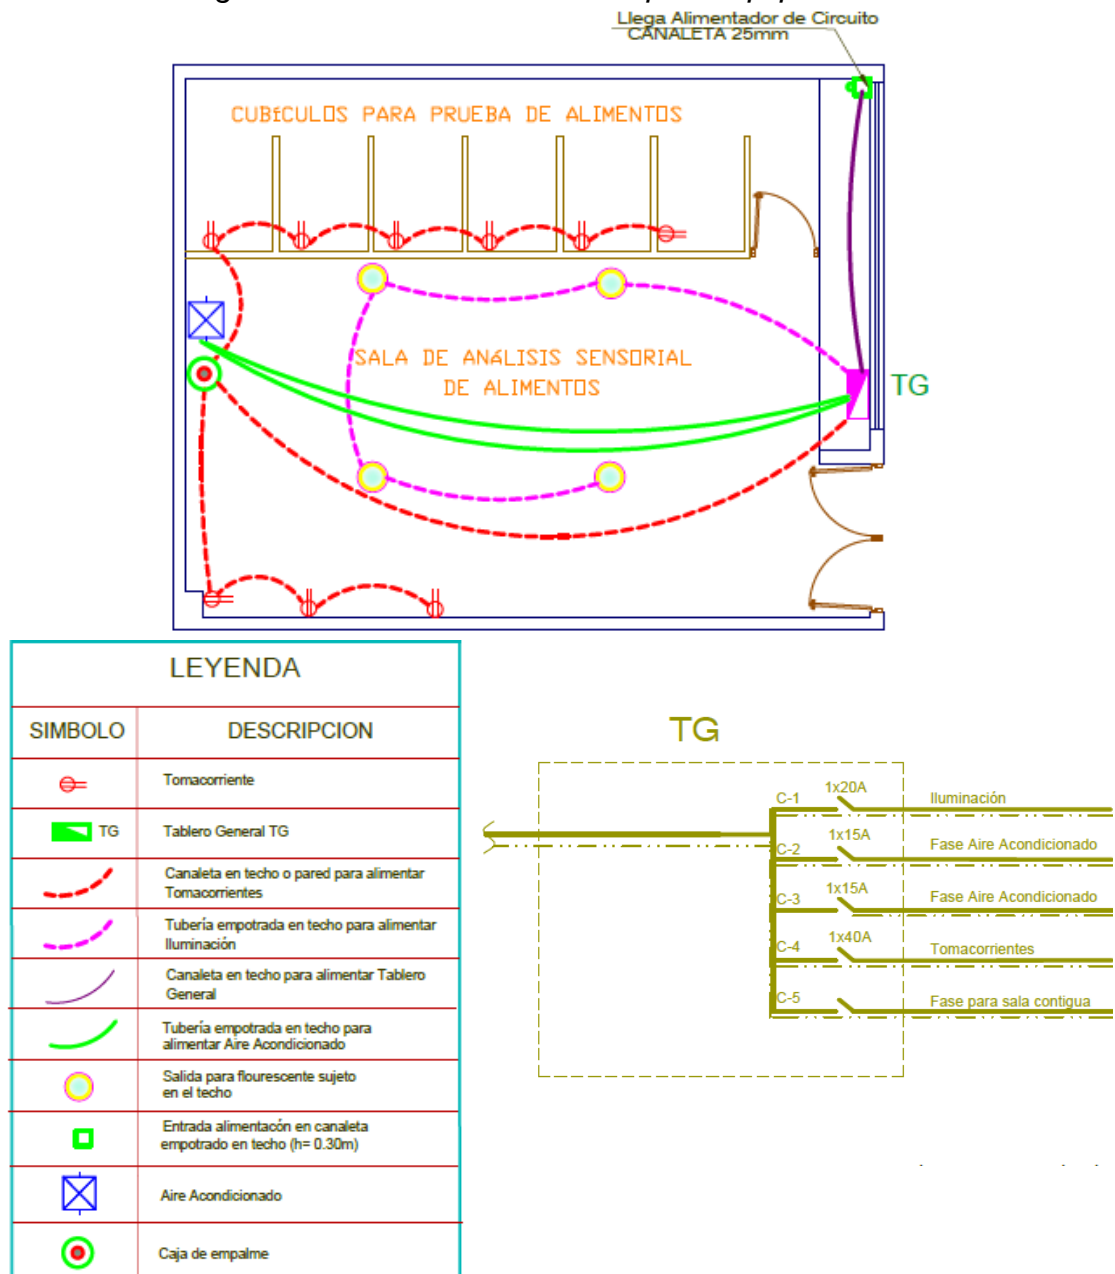 Llega Alimentador de Circuito
CANALETA 25mm
CUBíCULOS PARA PRUEBA DE ALIMENTOS
SALA DE ANáLISIS SENSORIAL
DE ALIMENTOS
TG
LEYENDA
SIMBOLO DESCRIPCION
Tomacorriente
TG Tablero General TG
Canaleta en techo o pared para alimentar
Tomacorrientes
Tubería empotrada en techo para alimentar
Iluminación
Canaleta en techo para alimentar Tablero
General
Tubería empotrada en techo para
alimentar Aire Acondicionado
Salida para flourescente sujeto
en el techo
Entrada alimentacón en canaleta
empotrado en techo (h= 0.30m)
Aire Acondicionado
Caja de empalme
TG
C-1 1x20A Iluminación
C-2 1x15A Fase Aire Acondicionado
C-3 1x15A Fase Aire Acondicionado
C-4 1x40A Tomacorrientes
C-5 Fase para sala contigua